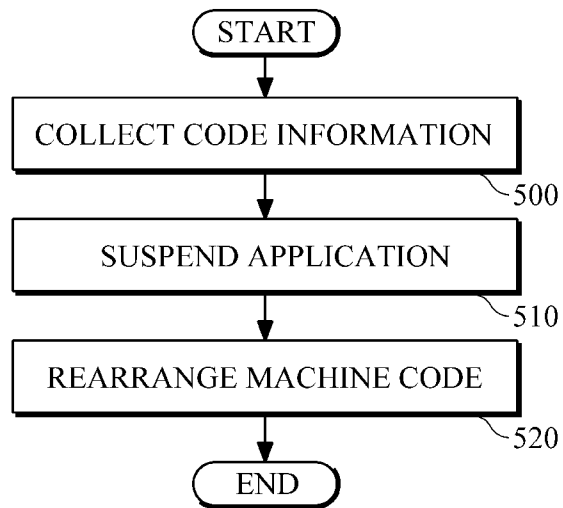 START
COLLECT CODE INFORMATION
500
SUSPEND APPLICATION
510
REARRANGE MACHINE CODE
520
END